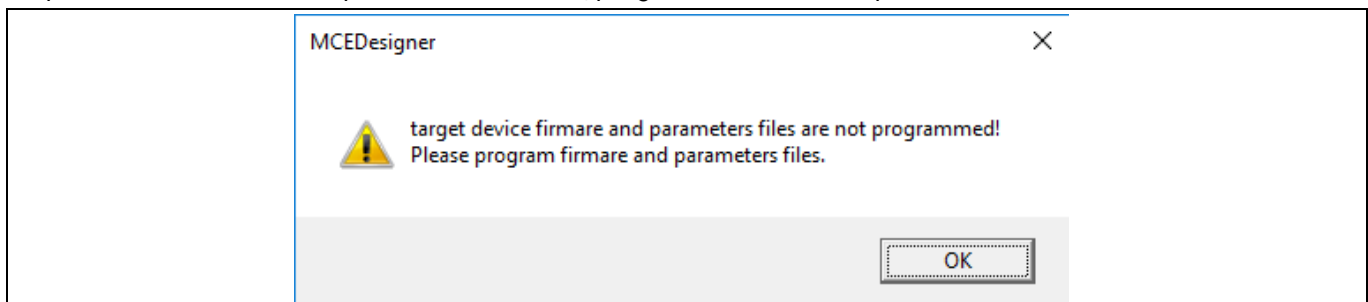 MCEDesigner
target device firmare and parameters files are not programmed!
Please program firmare and parameters files.
OK